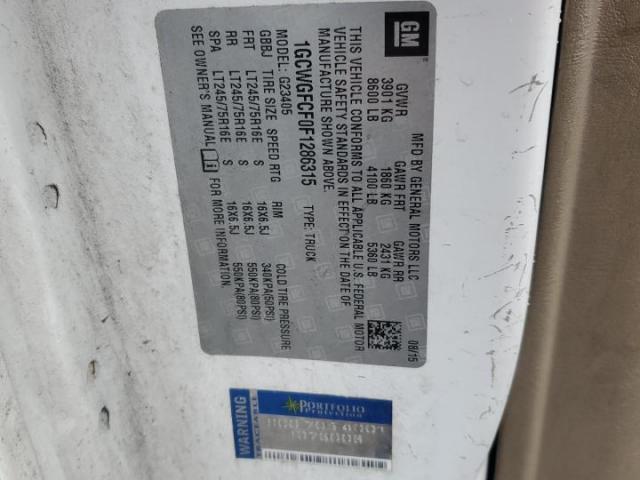 GM
MFD BY GENERAL MOTORS LLC 08/15
GVWR GAWR FRT GAWR RR
3901 KG 1860 KG 2431 KG
8600 LB 4100 LB 5360 LB
THIS VEHICLE CONFORMS TO ALL APPLICABLE U.S. FEDERAL MOTOR
VEHICLE SAFETY STANDARDS IN EFFECT ON THE DATE OF
MANUFACTURE SHOWN ABOVE.
1GCWGFCF0F1286315 TYPE: TRUCK
MODEL: G23405
GBBJ TIRE SIZE SPEED RTG RIM COLD TIRE PRESSURE
FRT LT245/75R16E S 16X6.5J 340KPA(50PSI)
RR LT245/75R16E S 16X6.5J 550KPA(80PSI)
SPA LT245/75R16E S 16X6.5J 550KPA(80PSI)
SEE OWNER'S MANUAL FOR MORE INFORMATION.
WARNING
PORTFOLIO
Protection